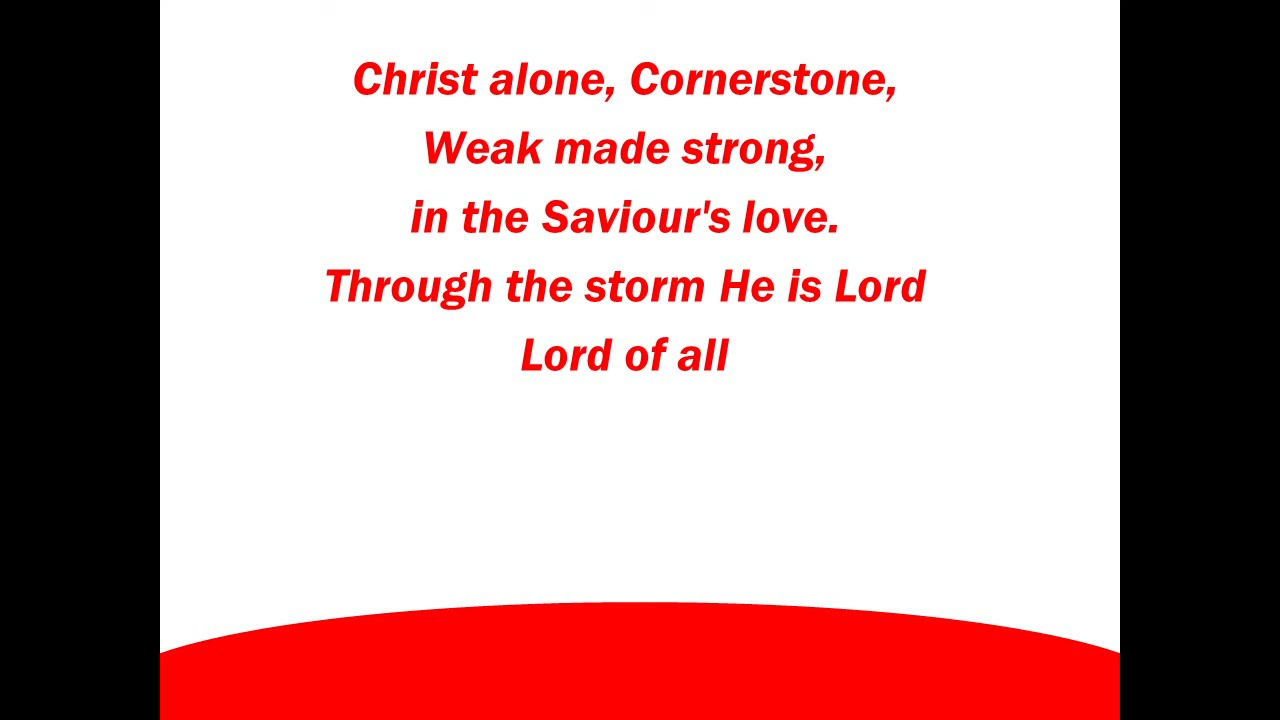 Christ alone, Cornerstone,
Weak made strong,
in the Saviour's love.
Through the storm He is Lord
Lord of all